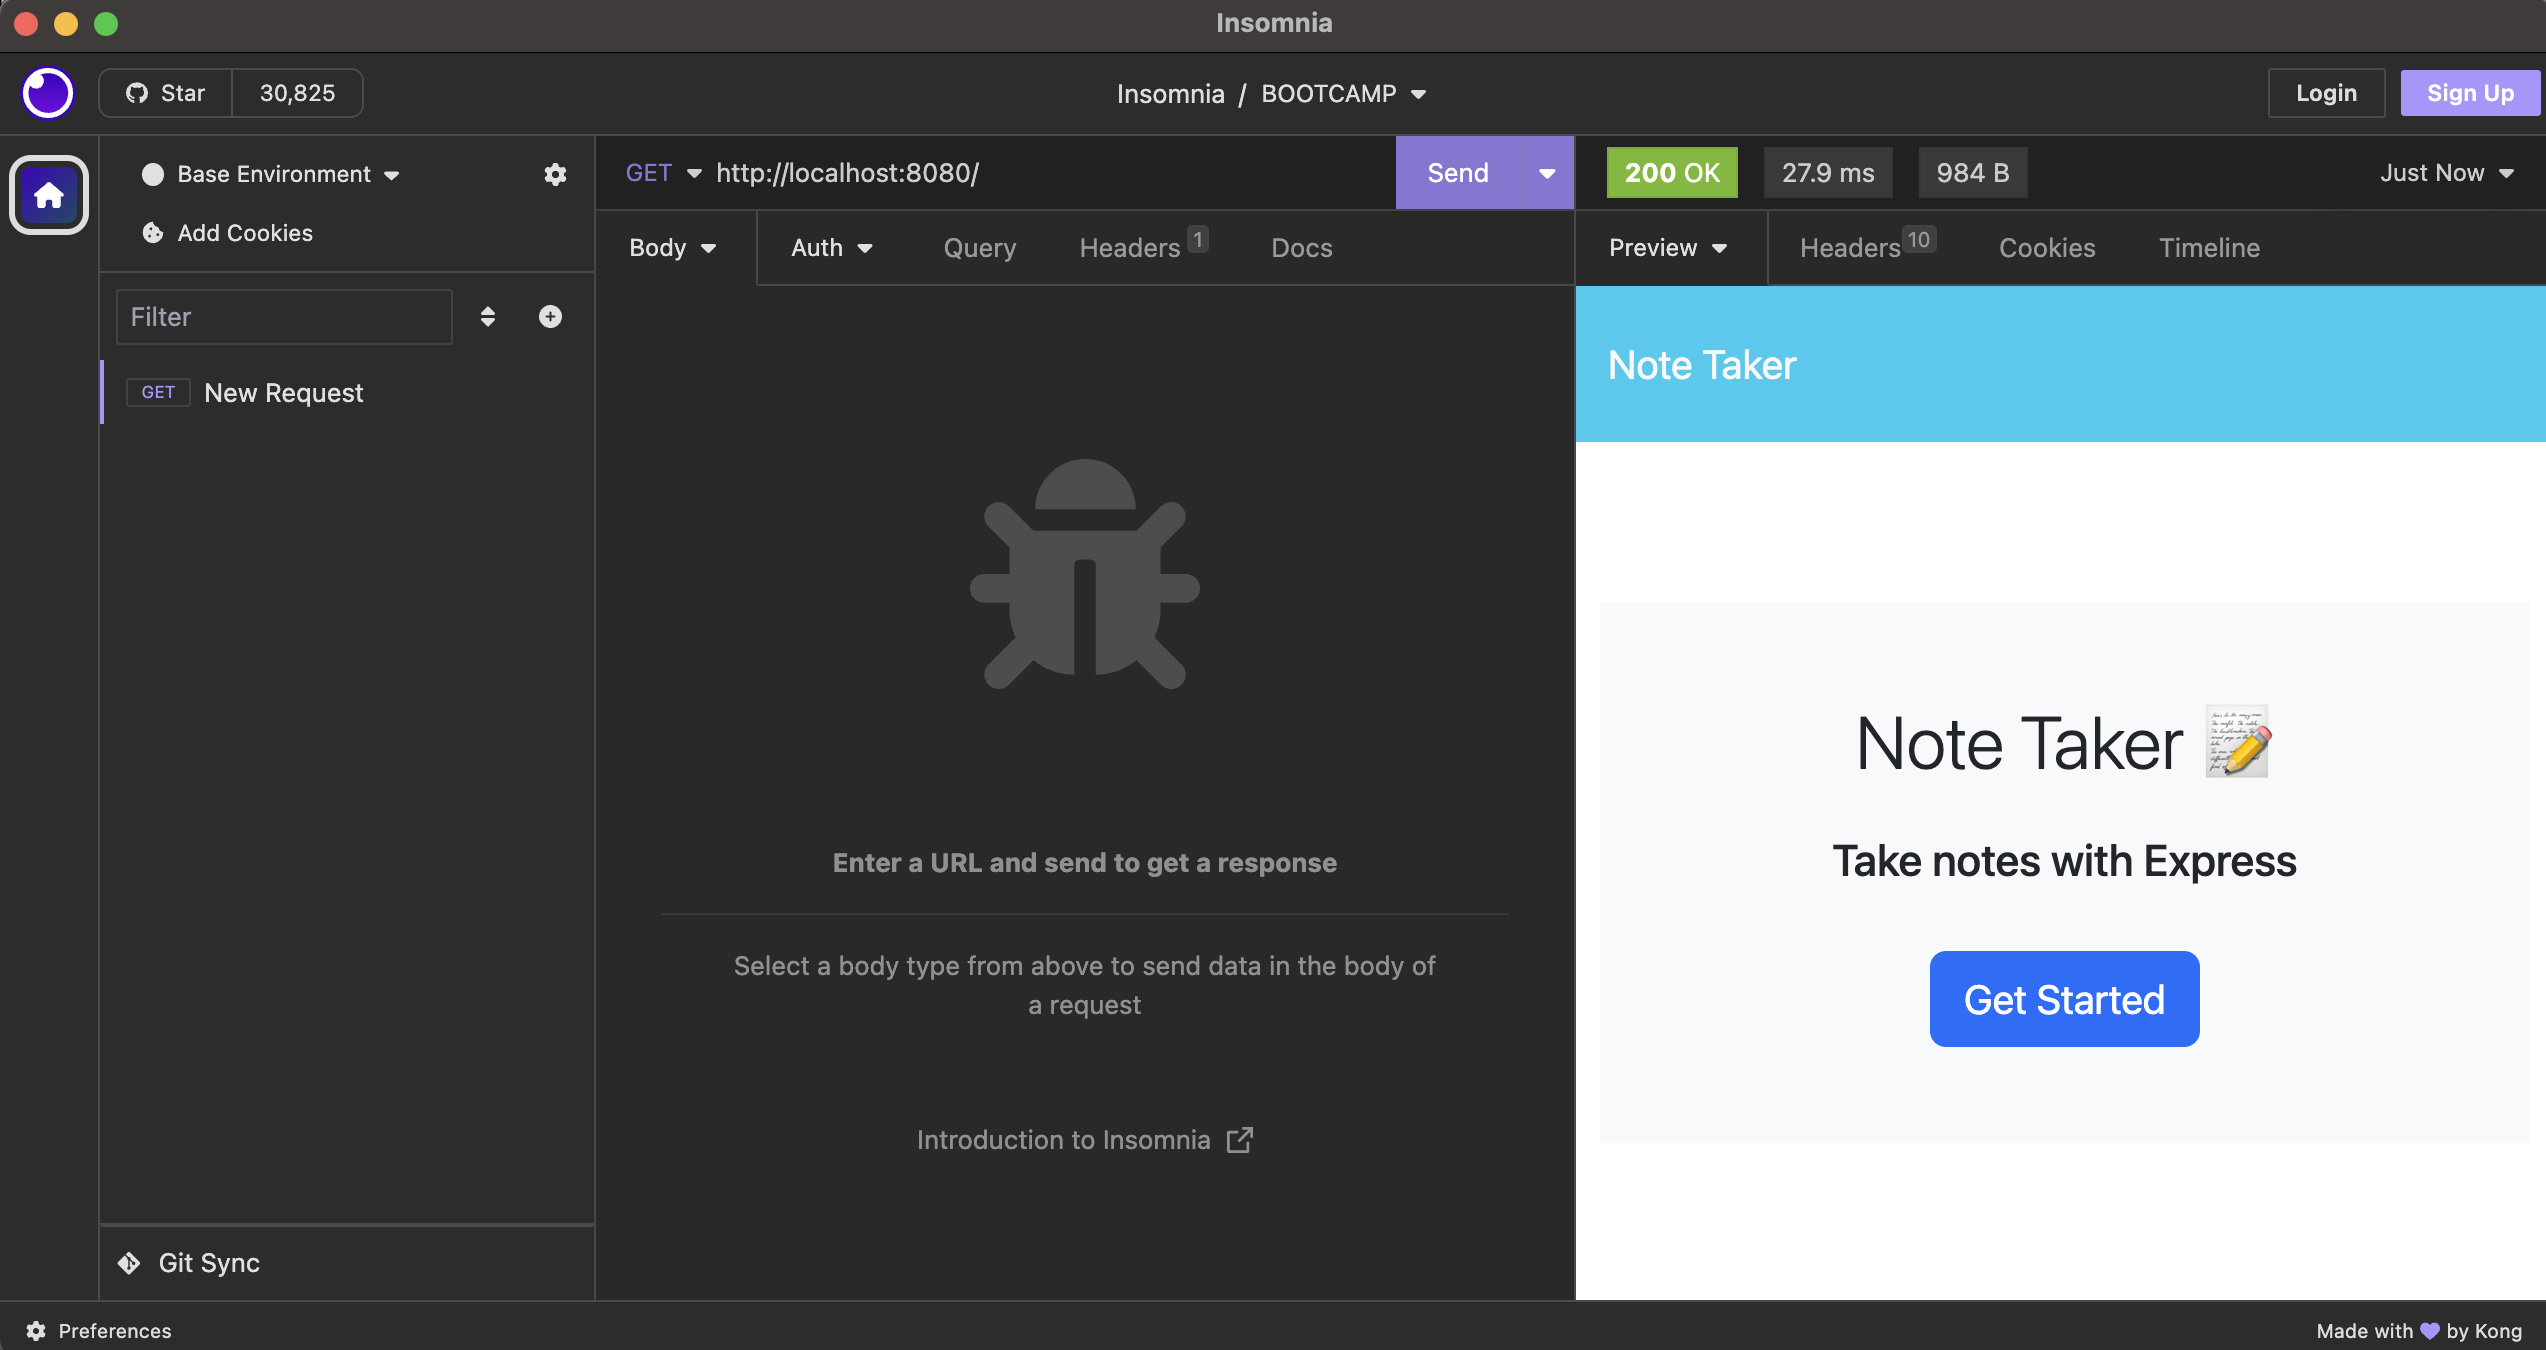 Insomnia
Star 30,825
Insomnia / BOOTCAMP
Login Sign Up
Base Environment
Add Cookies
Filter
GET New Request
Git Sync
GET http://localhost:8080/ Send
Body Auth Query Headers 1 Docs
Enter a URL and send to get a response
Select a body type from above to send data in the body of
a request
Introduction to Insomnia
200 OK 27.9 ms 984 B Just Now
Preview Headers 10 Cookies Timeline
Note Taker
Note Taker
Take notes with Express
Get Started
Preferences
Made with 💜 by Kong